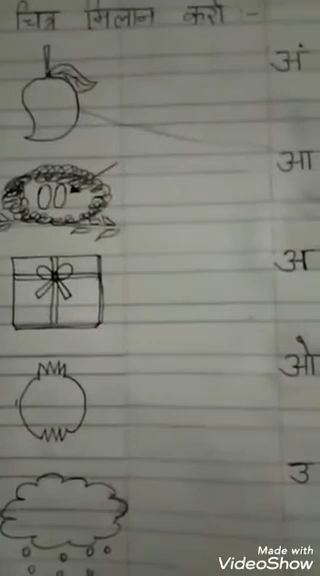 चित्र मिलान करो :-
अं
आ
अ
ओ
उ
Made with
VideoShow